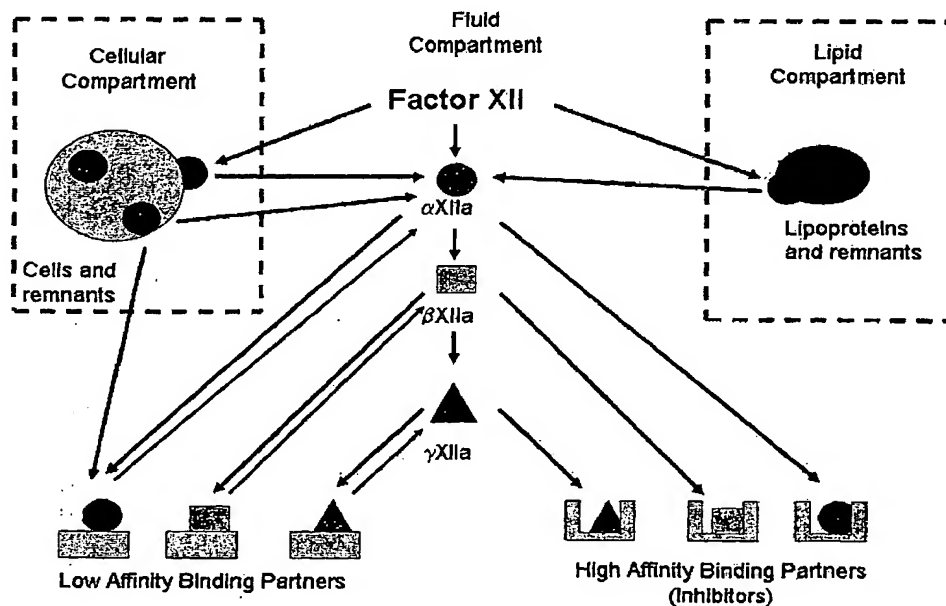 Cellular
Compartment
Fluid
Compartment
Lipid
Compartment
Factor XII
αXIIa
Cells and
remnants
Lipoproteins
and remnants
βXIIa
γXIIa
Low Affinity Binding Partners
High Affinity Binding Partners
(Inhibitors)